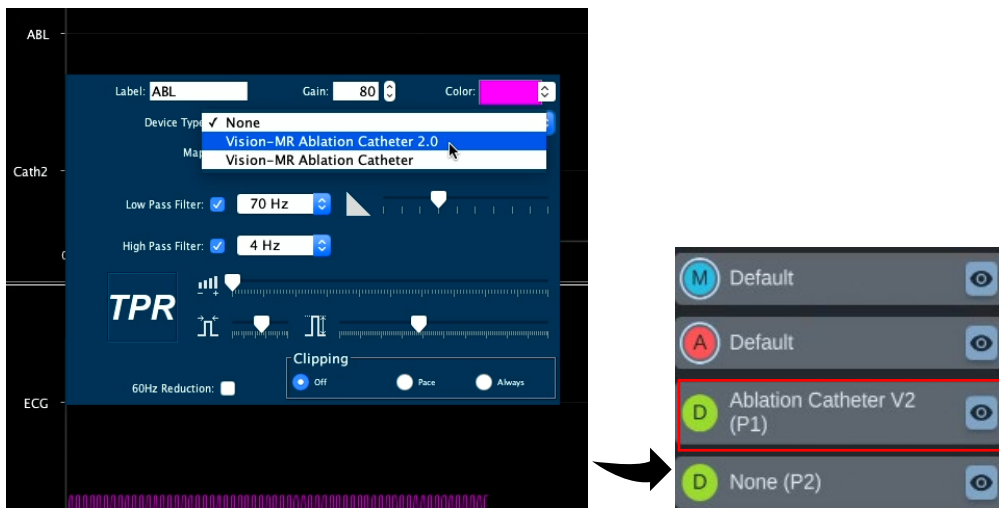 ABL
Label: ABL Gain: 80 Color:
Device Type ✓ None
Vision-MR Ablation Catheter 2.0
Map
Vision-MR Ablation Catheter
Cath2
Low Pass Filter: 70 Hz
High Pass Filter: 4 Hz
0
TPR
- +
Clipping
Off Pace Always
60Hz Reduction:
ECG
M Default
A Default
D Ablation Catheter V2
(P1)
D None (P2)